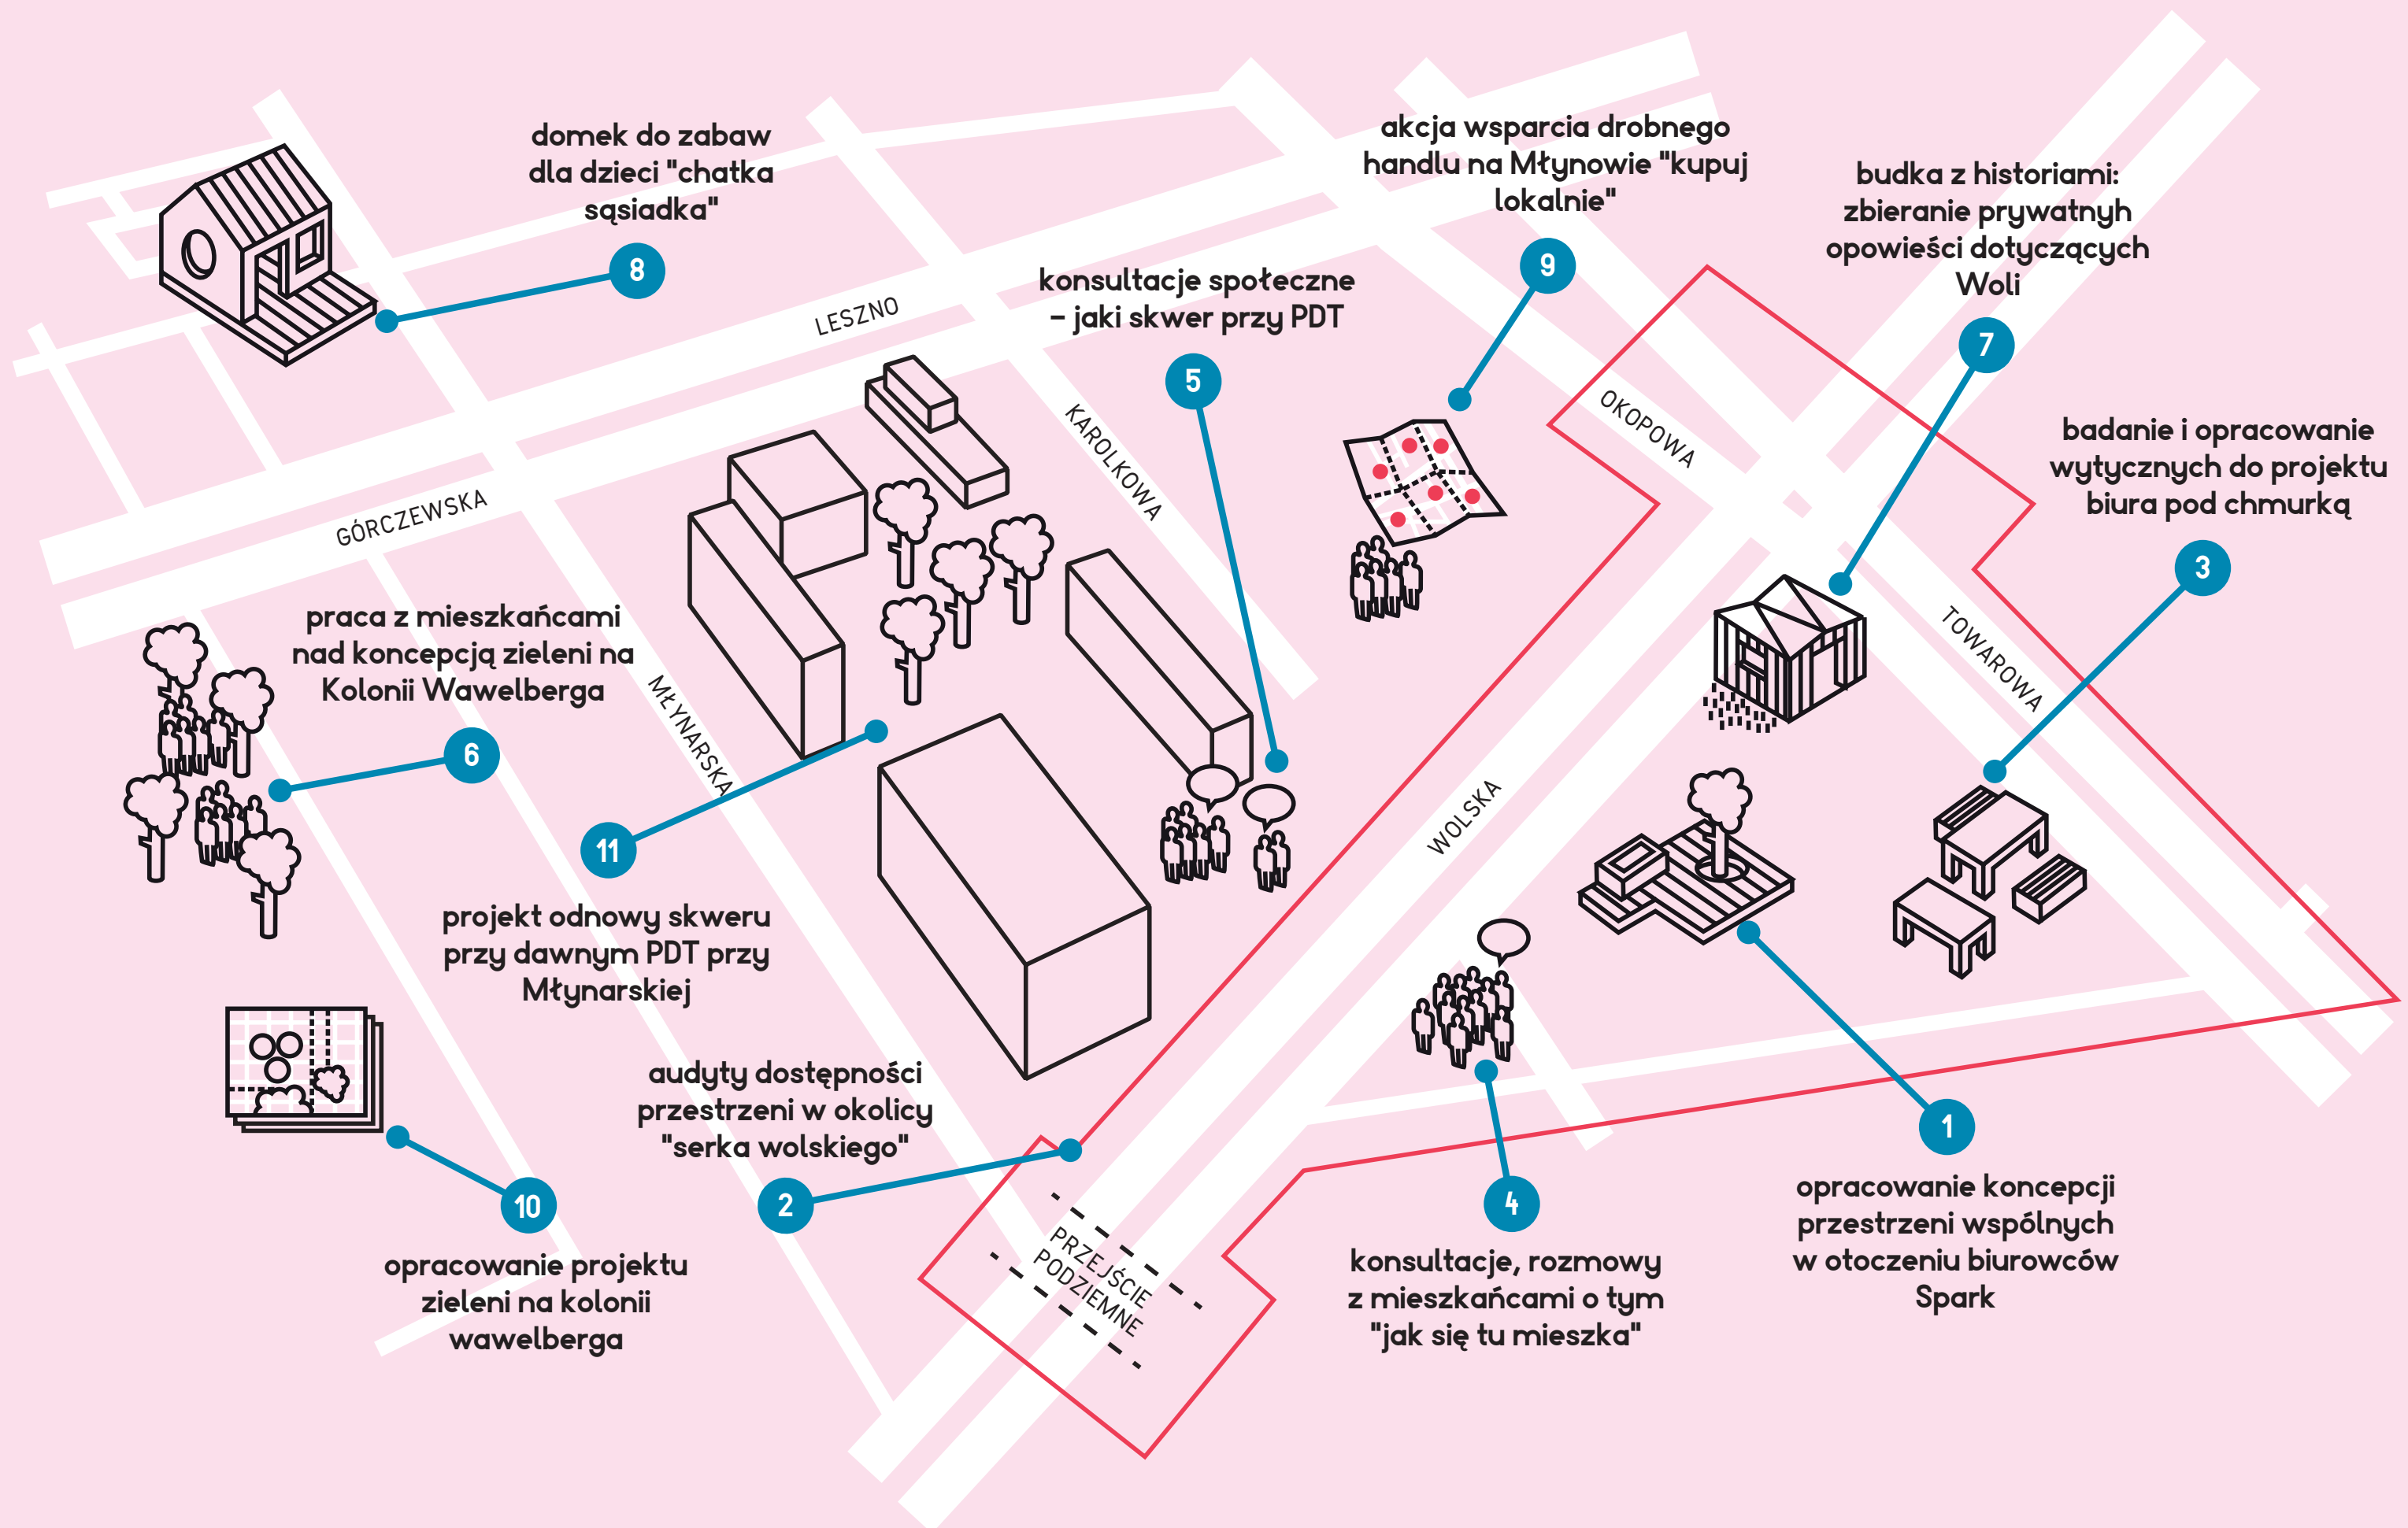 domek do zabaw
dla dzieci "chatka
sąsiadka"
8
akcja wsparcia drobnego
handlu na Młynowie "kupuj
lokalnie"
9
budka z historiami:
zbieranie prywatnyh
opowieści dotyczących
Woli
7
konsultacje społeczne
– jaki skwer przy PDT
5
LESZNO
KAROLKOWA
OKOPOWA
badanie i opracowanie
wytycznych do projektu
biura pod chmurką
3
GÓRCZEWSKA
praca z mieszkańcami
nad koncepcją zieleni na
Kolonii Wawelberga
6
MŁYNARSKA
TOWAROWA
WOLSKA
11
projekt odnowy skweru
przy dawnym PDT przy
Młynarskiej
audyty dostępności
przestrzeni w okolicy
"serka wolskiego"
2
10
opracowanie projektu
zieleni na kolonii
wawelberga
PRZEJŚCIE
PODZIEMNE
4
konsultacje, rozmowy
z mieszkańcami o tym
"jak się tu mieszka"
1
opracowanie koncepcji
przestrzeni wspólnych
w otoczeniu biurowców
Spark